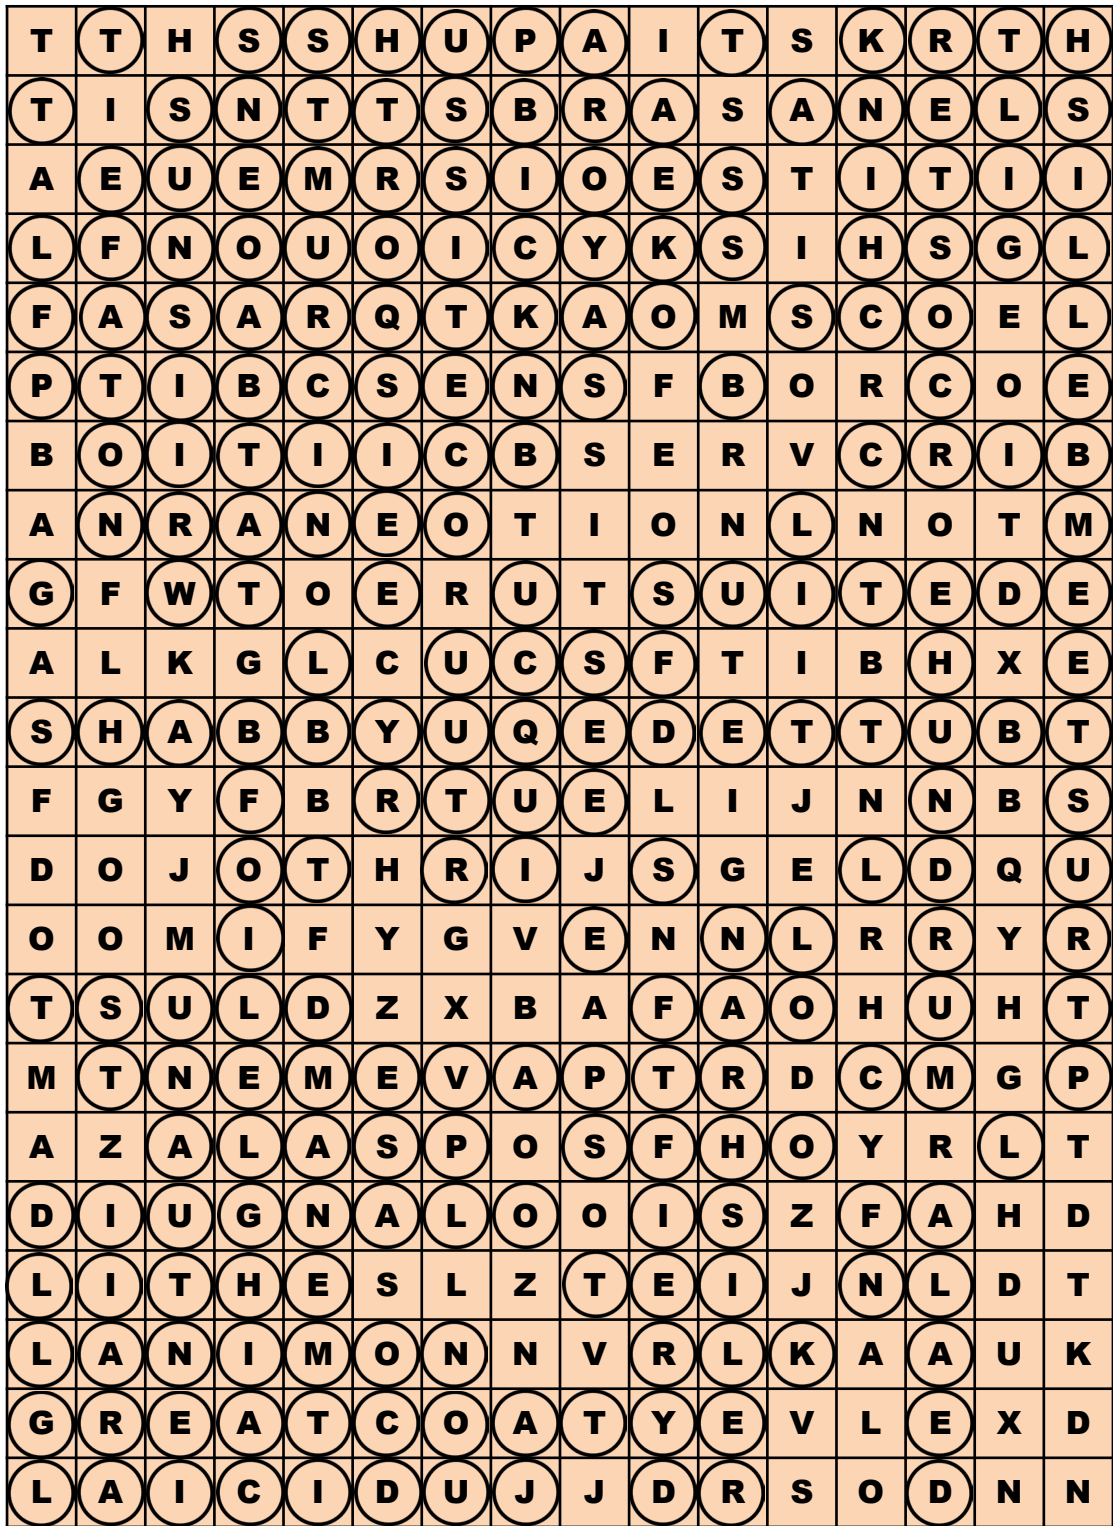 T T H S S H U P A I T S K R T H
T I S N T T S B R A S A N E L S
A E U E M R S I O E S T I T I I
L F N O U O I C Y K S I H S G L
F A S A R Q T K A O M S C O E L
P T I B C S E N S F B O R C O E
B O I T I I C B S E R V C R I B
A N R A N E O T I O N L N O T M
G F W T O E R U T S U I T E D E
A L K G L C U C S F T I B H X E
S H A B B Y U Q E D E T T U B T
F G Y F B R T U E L I J N N B S
D O J O T H R I J S G E L D Q U
O O M I F Y G V E N N L R R Y R
T S U L D Z X B A F A O H U H T
M T N E M E V A P T R D C M G P
A Z A L A S P O S F H O Y R L T
D I U G N A L O O I S Z F A H D
L I T H E S L Z T E I J N L D T
L A N I M O N N V R L K A A U K
G R E A T C O A T Y E V L E X D
L A I C I D U J J D R S O D N N